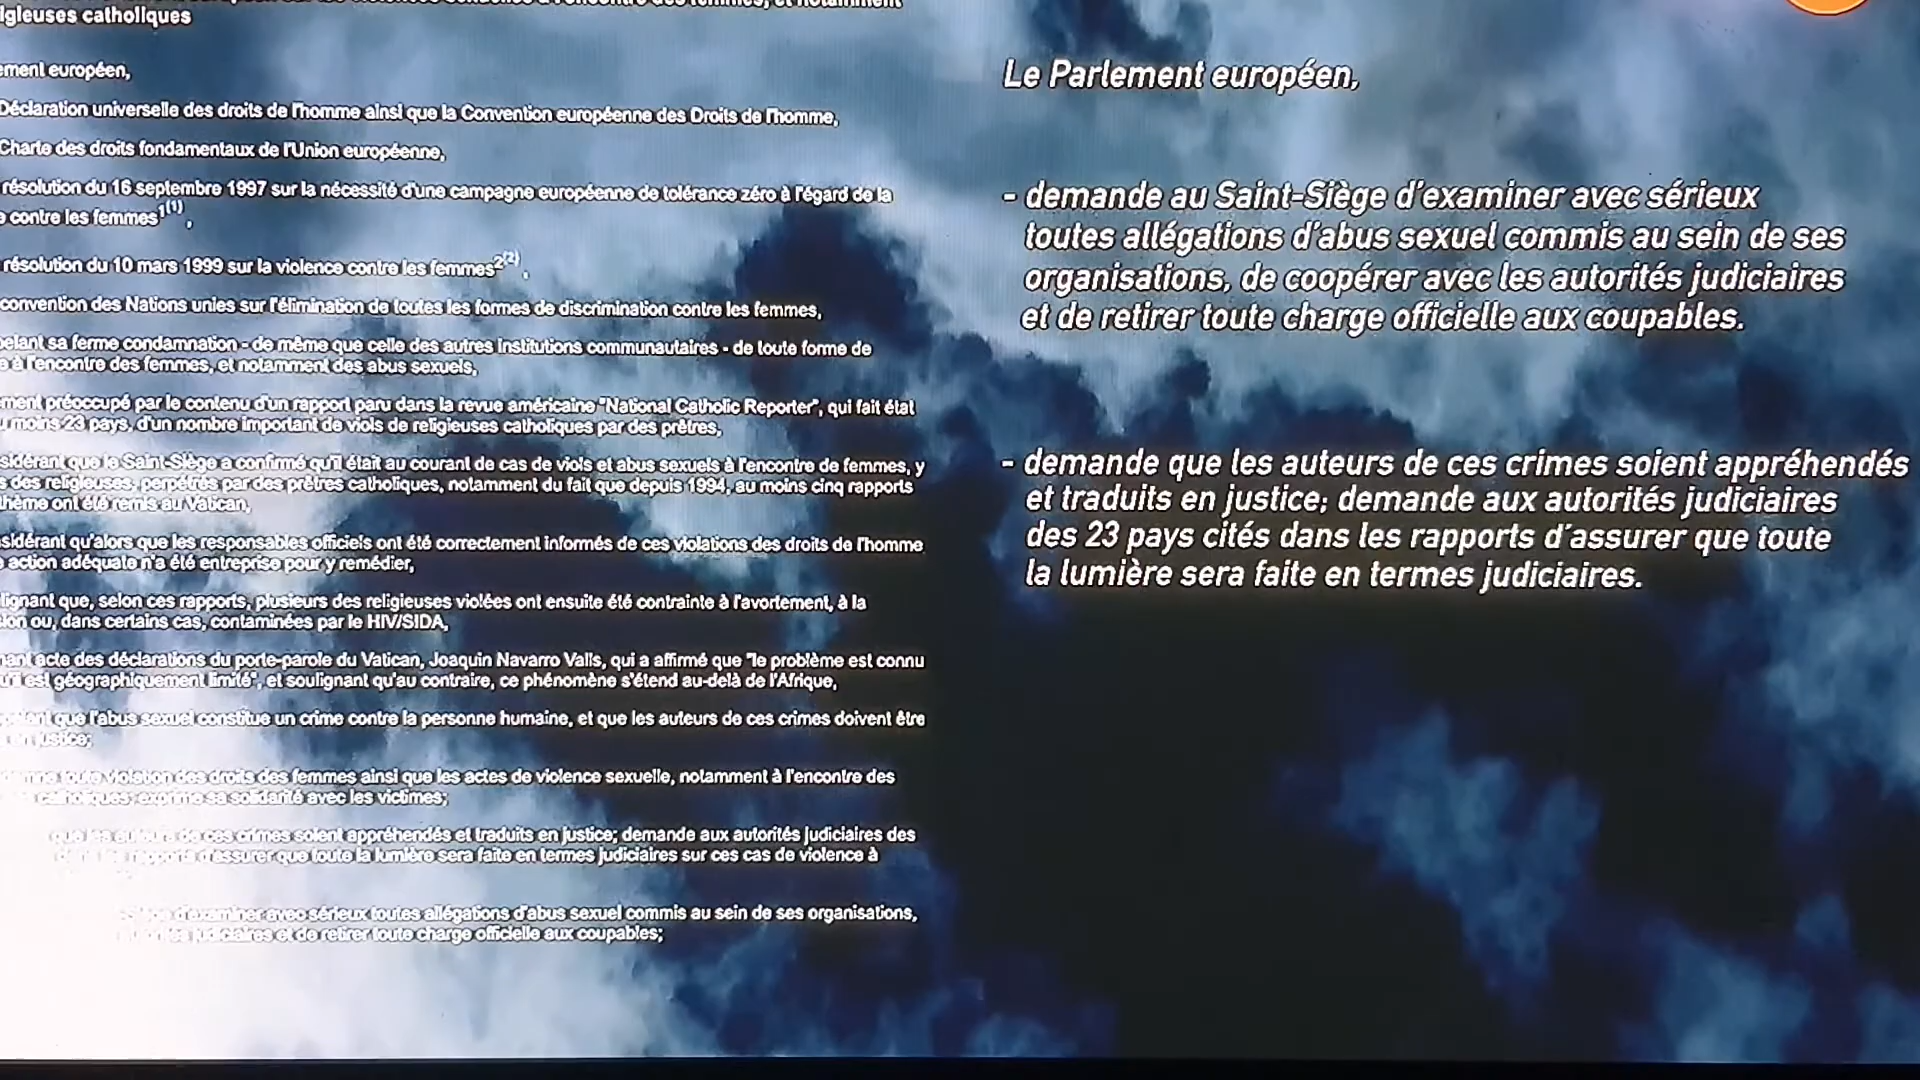 igieuses catholiques
ement européen,
Déclaration universelle des droits de l'homme ainsi que la Convention européenne des Droits de l'homme,
Charte des droits fondamentaux de l'Union européenne,
résolution du 16 septembre 1997 sur la nécessité d'une campagne européenne de tolérance zéro à l'égard de la
contre les femmes1(1),
résolution du 10 mars 1999 sur la violence contre les femmes2(2),
convention des Nations unies sur l'élimination de toutes les formes de discrimination contre les femmes,
pelant sa ferme condamnation - de même que celle des autres institutions communautaires - de toute forme de
à l'encontre des femmes, et notamment des abus sexuels,
ment préoccupé par le contenu d'un rapport paru dans la revue américaine "National Catholic Reporter", qui fait état
moins 23 pays, d'un nombre important de viols de religieuses catholiques par des prêtres,
sidérant que le Saint-Siège a confirmé qu'il était au courant de cas de viols et abus sexuels à l'encontre de femmes, y
s des religieuses, perpétrés par des prêtres catholiques, notamment du fait que depuis 1994, au moins cinq rapports
thème ont été remis au Vatican,
sidérant qu'alors que les responsables officiels ont été correctement informés de ces violations des droits de l'homme
action adéquate n'a été entreprise pour y remédier,
lignant que, selon ces rapports, plusieurs des religieuses violées ont ensuite été contrainte à l'avortement, à la
sion ou, dans certains cas, contaminées par le HIV/SIDA,
nant acte des déclarations du porte-parole du Vatican, Joaquin Navarro Valls, qui a affirmé que "le problème est connu
qu'il est géographiquement limité", et soulignant qu'au contraire, ce phénomène s'étend au-delà de l'Afrique,
pelant que l'abus sexuel constitue un crime contre la personne humaine, et que les auteurs de ces crimes doivent être
en justice;
toute violation des droits des femmes ainsi que les actes de violence sexuelle, notamment à l'encontre des
catholiques; exprime sa solidarité avec les victimes;
que les auteurs de ces crimes soient appréhendés et traduits en justice; demande aux autorités judiciaires des
rapports d'assurer que toute la lumière sera faite en termes judiciaires sur ces cas de violence à
d'examiner avec sérieux toutes allégations d'abus sexuel commis au sein de ses organisations,
judiciaires et de retirer toute charge officielle aux coupables;
Le Parlement européen,
- demande au Saint-Siège d'examiner avec sérieux
toutes allégations d'abus sexuel commis au sein de ses
organisations, de coopérer avec les autorités judiciaires
et de retirer toute charge officielle aux coupables.
- demande que les auteurs de ces crimes soient appréhendés
et traduits en justice; demande aux autorités judiciaires
des 23 pays cités dans les rapports d'assurer que toute
la lumière sera faite en termes judiciaires.